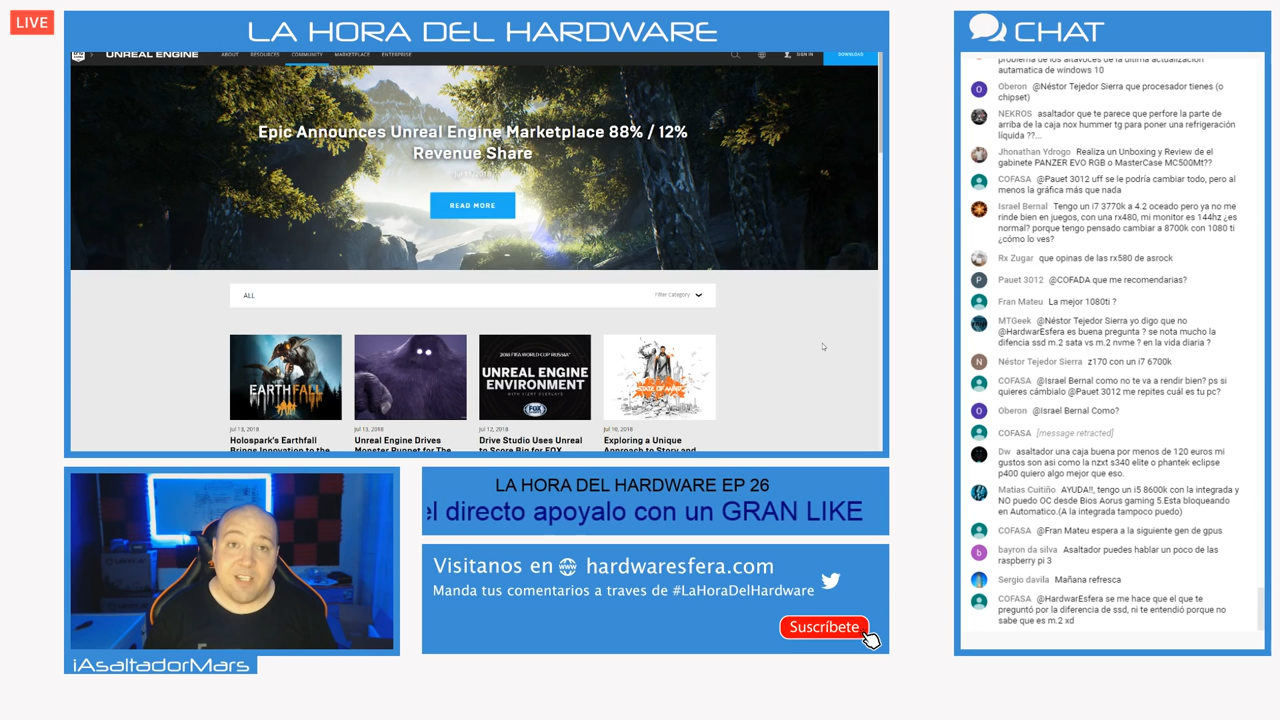 LIVE
LA HORA DEL HARDWARE
UNREAL ENGINE ABOUT RESOURCES COMMUNITY MARKETPLACE ENTERPRISE SIGN IN DOWNLOAD
Epic Announces Unreal Engine Marketplace 88% / 12%
Revenue Share
READ MORE
ALL
Filter Category
EARTHFALL
2018 FIFA WORLD CUP RUSSIA
UNREAL ENGINE
ENVIRONMENT
FOX
STATE OF MIND
Jul 13, 2018
Holospark's Earthfall
Brings Innovation to the
Jul 13, 2018
Unreal Engine Drives
Monster Puppet for The
Jul 12, 2018
Drive Studio Uses Unreal
to Score Big for FOX
Jul 10, 2018
Exploring a Unique
Approach to Story and
iAsaltadorMars
LA HORA DEL HARDWARE EP 26
el directo apoyalo con un GRAN LIKE
Visitanos en www hardwaresfera.com
Manda tus comentarios a traves de #LaHoraDelHardware
Suscríbete
CHAT
problema de los altavoces de la ultima actualizacion
autamatica de windows 10
O Oberon @Néstor Tejedor Sierra que procesador tienes (o
chipset)
NEKROS asaltador que te parece que perfore la parte de
arriba de la caja nox hummer tg para poner una refrigeración
líquida ??...
Jhonathan Ydrogo Realiza un Unboxing y Review de el
gabinete PANZER EVO RGB o MasterCase MC500Mt??
COFASA @Pauet 3012 uff se le podría cambiar todo, pero al
menos la gráfica más que nada
Israel Bernal Tengo un i7 3770k a 4.2 oceado pero ya no me
rinde bien en juegos, con una rx480, mi monitor es 144hz ¿es
normal? porque tengo pensado cambiar a 8700k con 1080 ti
¿cómo lo ves?
Rx Zugar que opinas de las rx580 de asrock
P Pauet 3012 @COFADA que me recomendarias?
Fran Mateu La mejor 1080ti ?
MTGeek @Néstor Tejedor Sierra yo digo que no
@HardwarEsfera es buena pregunta ? se nota mucho la
difencia ssd m.2 sata vs m.2 nvme ? en la vida diaria ?
N Néstor Tejedor Sierra z170 con un i7 6700k
COFASA @Israel Bernal como no te va a rendir bien? ps si
quieres cámbialo @Pauet 3012 me repites cuál es tu pc?
O Oberon @Israel Bernal Como?
COFASA [message retracted]
Dw asaltador una caja buena por menos de 120 euros mi
gustos son asi como la nzxt s340 elite o phantek eclipse
p400 quiero algo mejor que eso.
Matias Cuitiño AYUDA!!, tengo un i5 8600k con la integrada y
NO puedo OC desde Bios Aorus gaming 5.Esta bloqueando
en Automatico.(A la integrada tampoco puedo)
COFASA @Fran Mateu espera a la siguiente gen de gpus
b bayron da silva Asaltador puedes hablar un poco de las
raspberry pi 3
Sergio davila Mañana refresca
COFASA @HardwarEsfera se me hace que el que te
preguntó por la diferencia de ssd, ni te entendió porque no
sabe que es m.2 xd